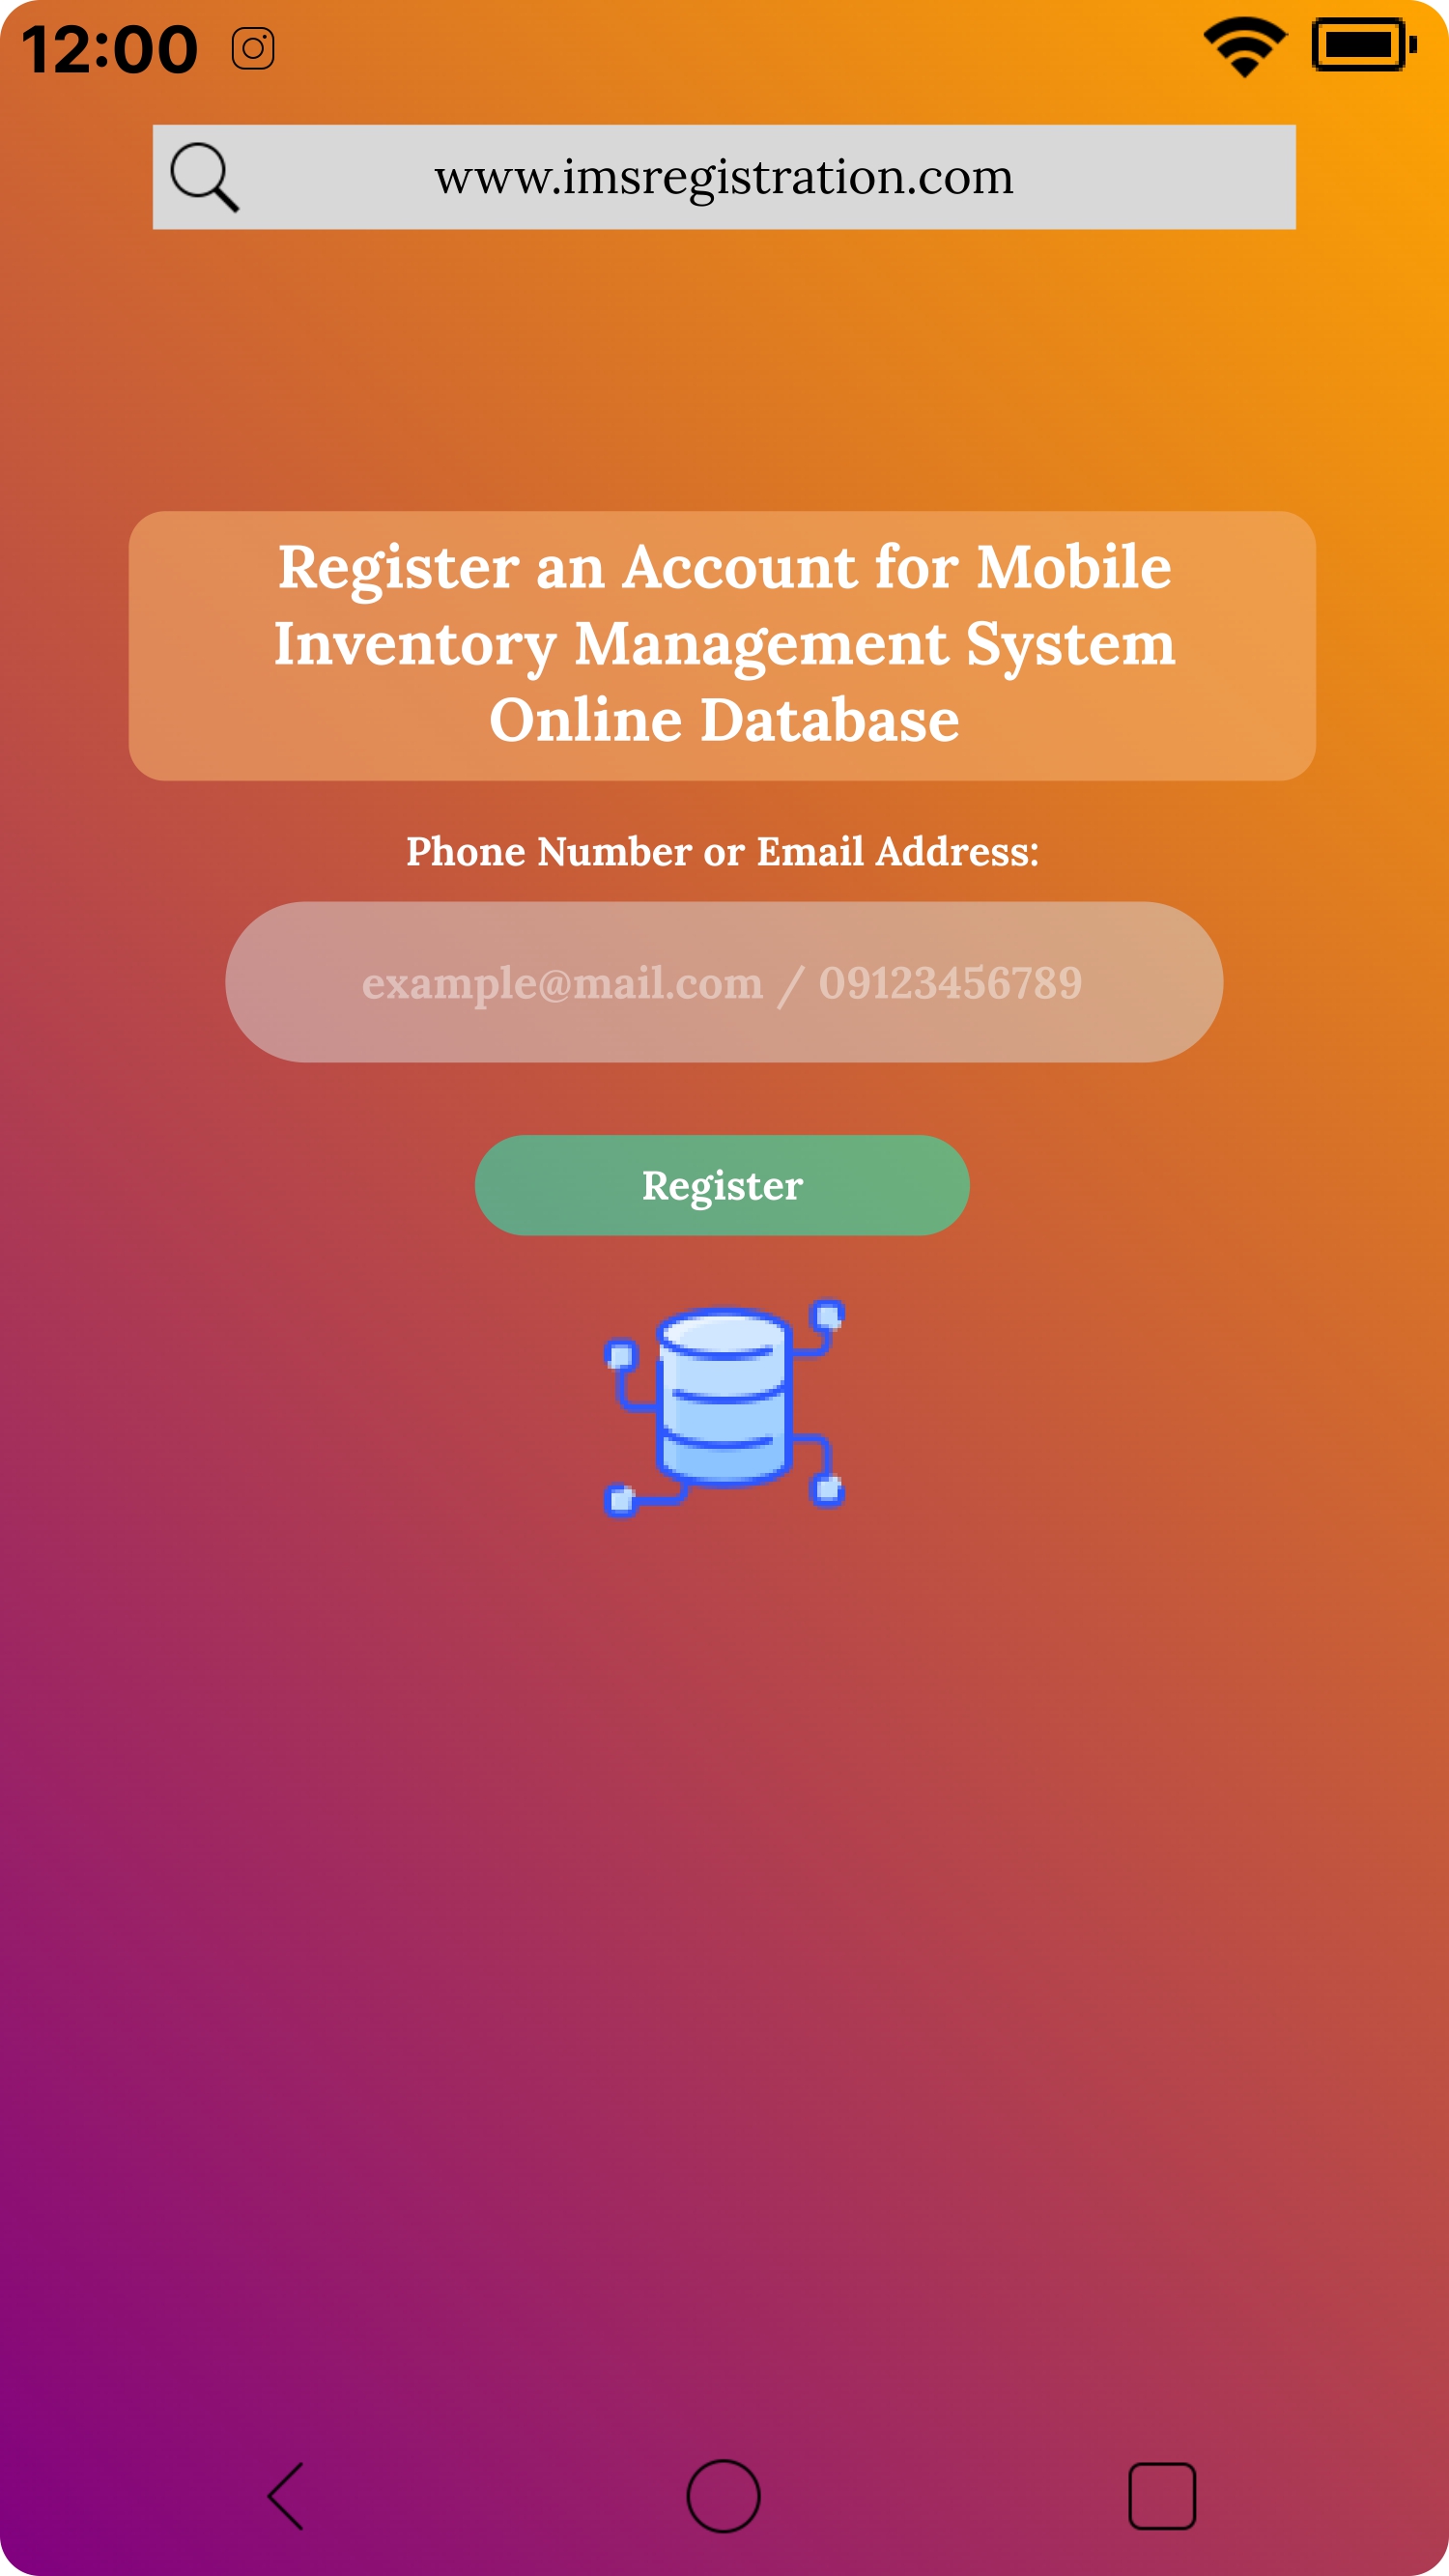 12:00
www.imsregistration.com
Register an Account for Mobile
Inventory Management System
Online Database
Phone Number or Email Address:
example@mail.com / 09123456789
Register